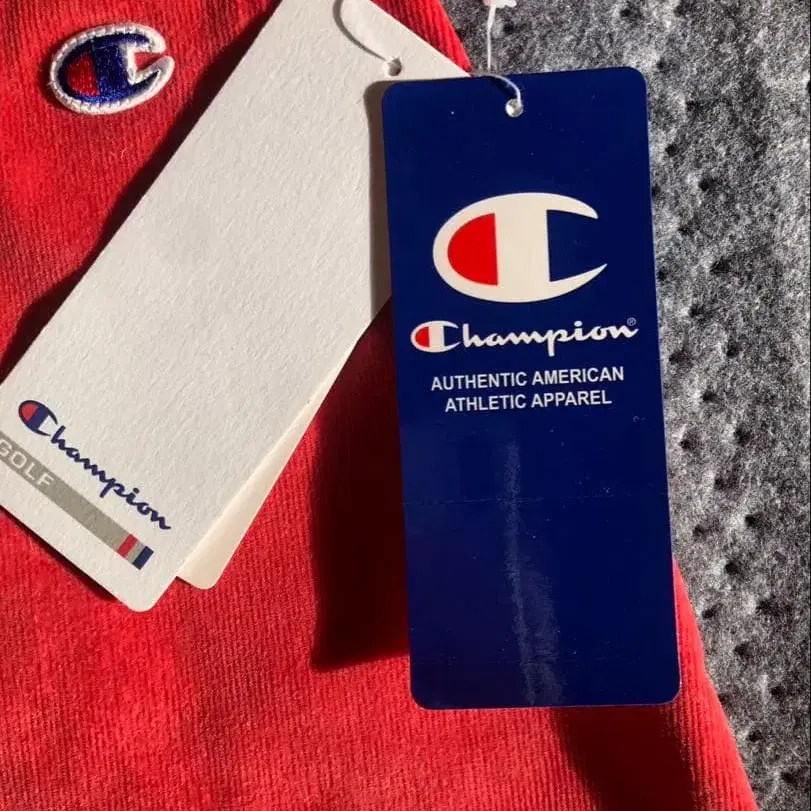 Champion®
AUTHENTIC AMERICAN
ATHLETIC APPAREL
Champion
GOLF